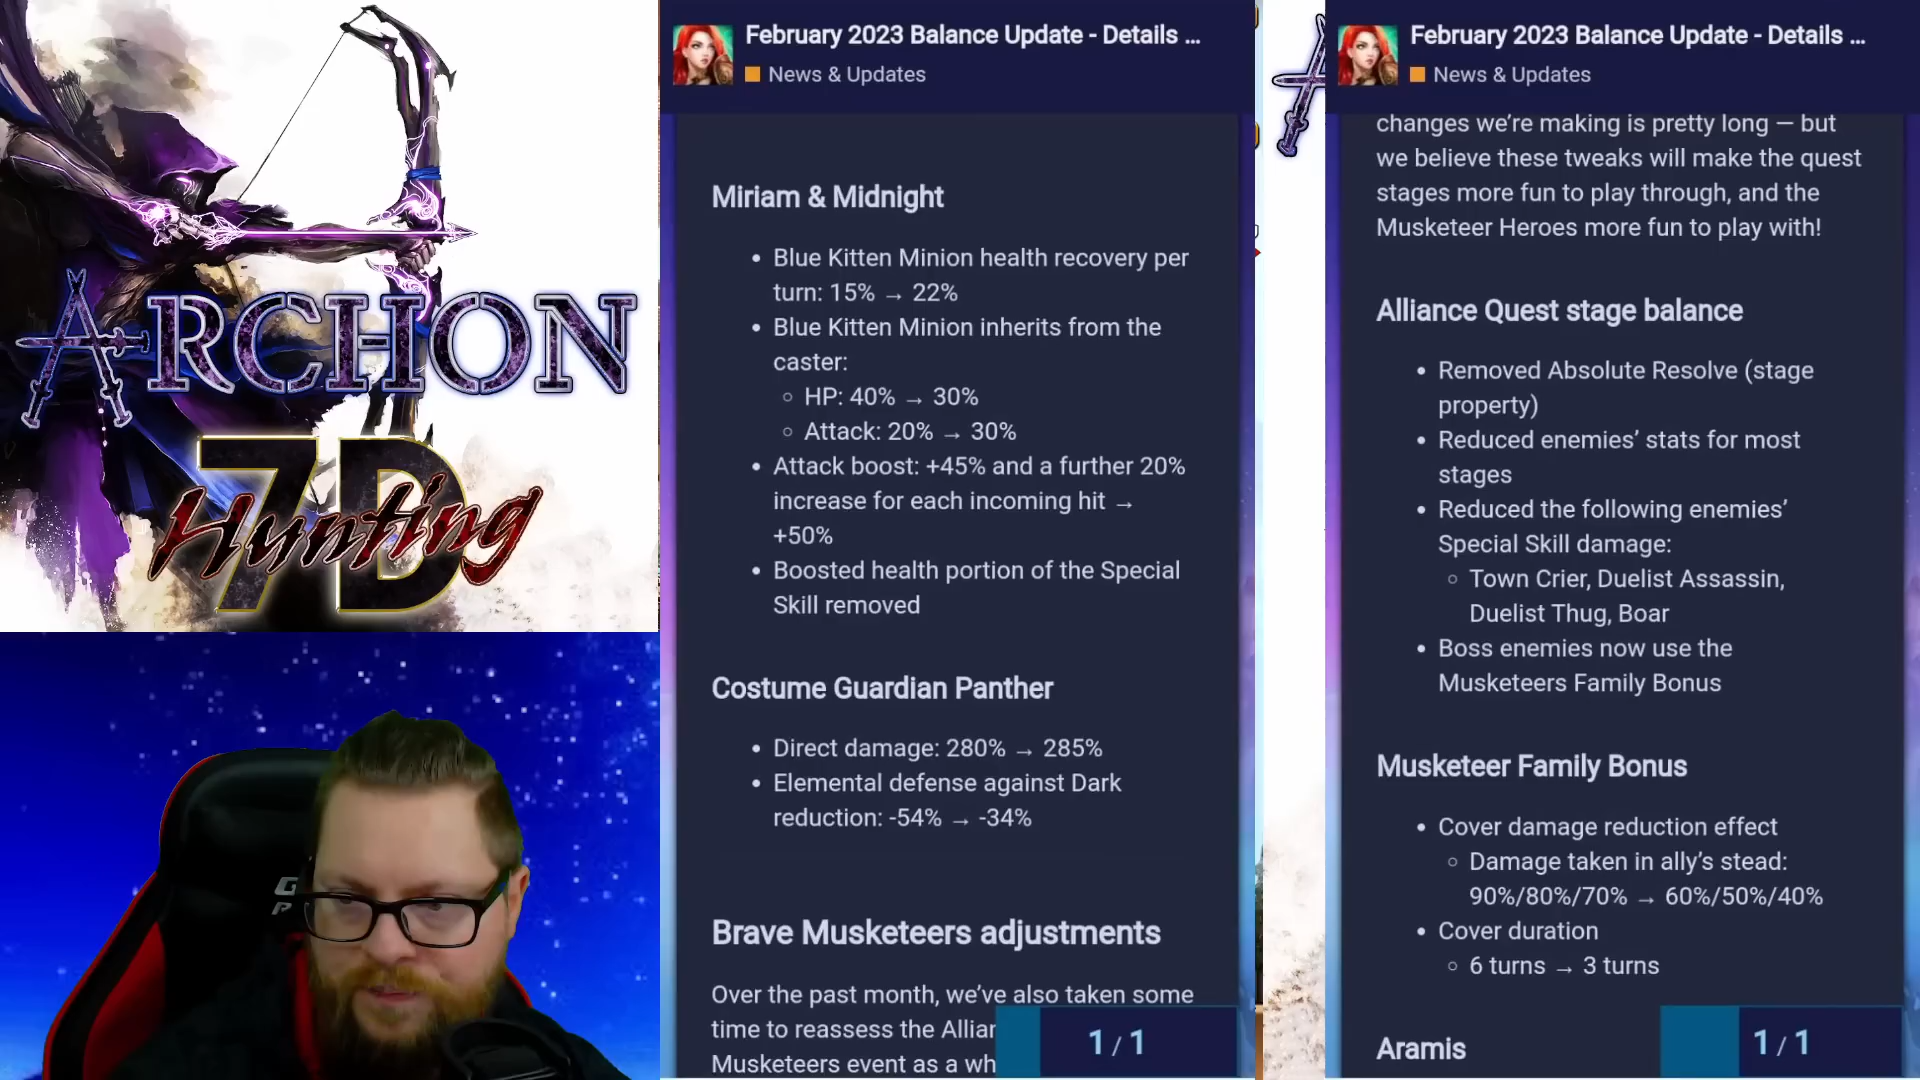 ARCHON
7D
Hunting
G
P
February 2023 Balance Update - Details ...
News & Updates
Miriam & Midnight
• Blue Kitten Minion health recovery per
turn: 15% → 22%
• Blue Kitten Minion inherits from the
caster:
◦ HP: 40% → 30%
◦ Attack: 20% → 30%
• Attack boost: +45% and a further 20%
increase for each incoming hit →
+50%
• Boosted health portion of the Special
Skill removed
Costume Guardian Panther
• Direct damage: 280% → 285%
• Elemental defense against Dark
reduction: -54% → -34%
Brave Musketeers adjustments
Over the past month, we've also taken some
time to reassess the Allian
Musketeers event as a wh
1 / 1
February 2023 Balance Update - Details ...
News & Updates
changes we're making is pretty long — but
we believe these tweaks will make the quest
stages more fun to play through, and the
Musketeer Heroes more fun to play with!
Alliance Quest stage balance
• Removed Absolute Resolve (stage
property)
• Reduced enemies' stats for most
stages
• Reduced the following enemies'
Special Skill damage:
◦ Town Crier, Duelist Assassin,
Duelist Thug, Boar
• Boss enemies now use the
Musketeers Family Bonus
Musketeer Family Bonus
• Cover damage reduction effect
◦ Damage taken in ally's stead:
90%/80%/70% → 60%/50%/40%
• Cover duration
◦ 6 turns → 3 turns
Aramis
1 / 1